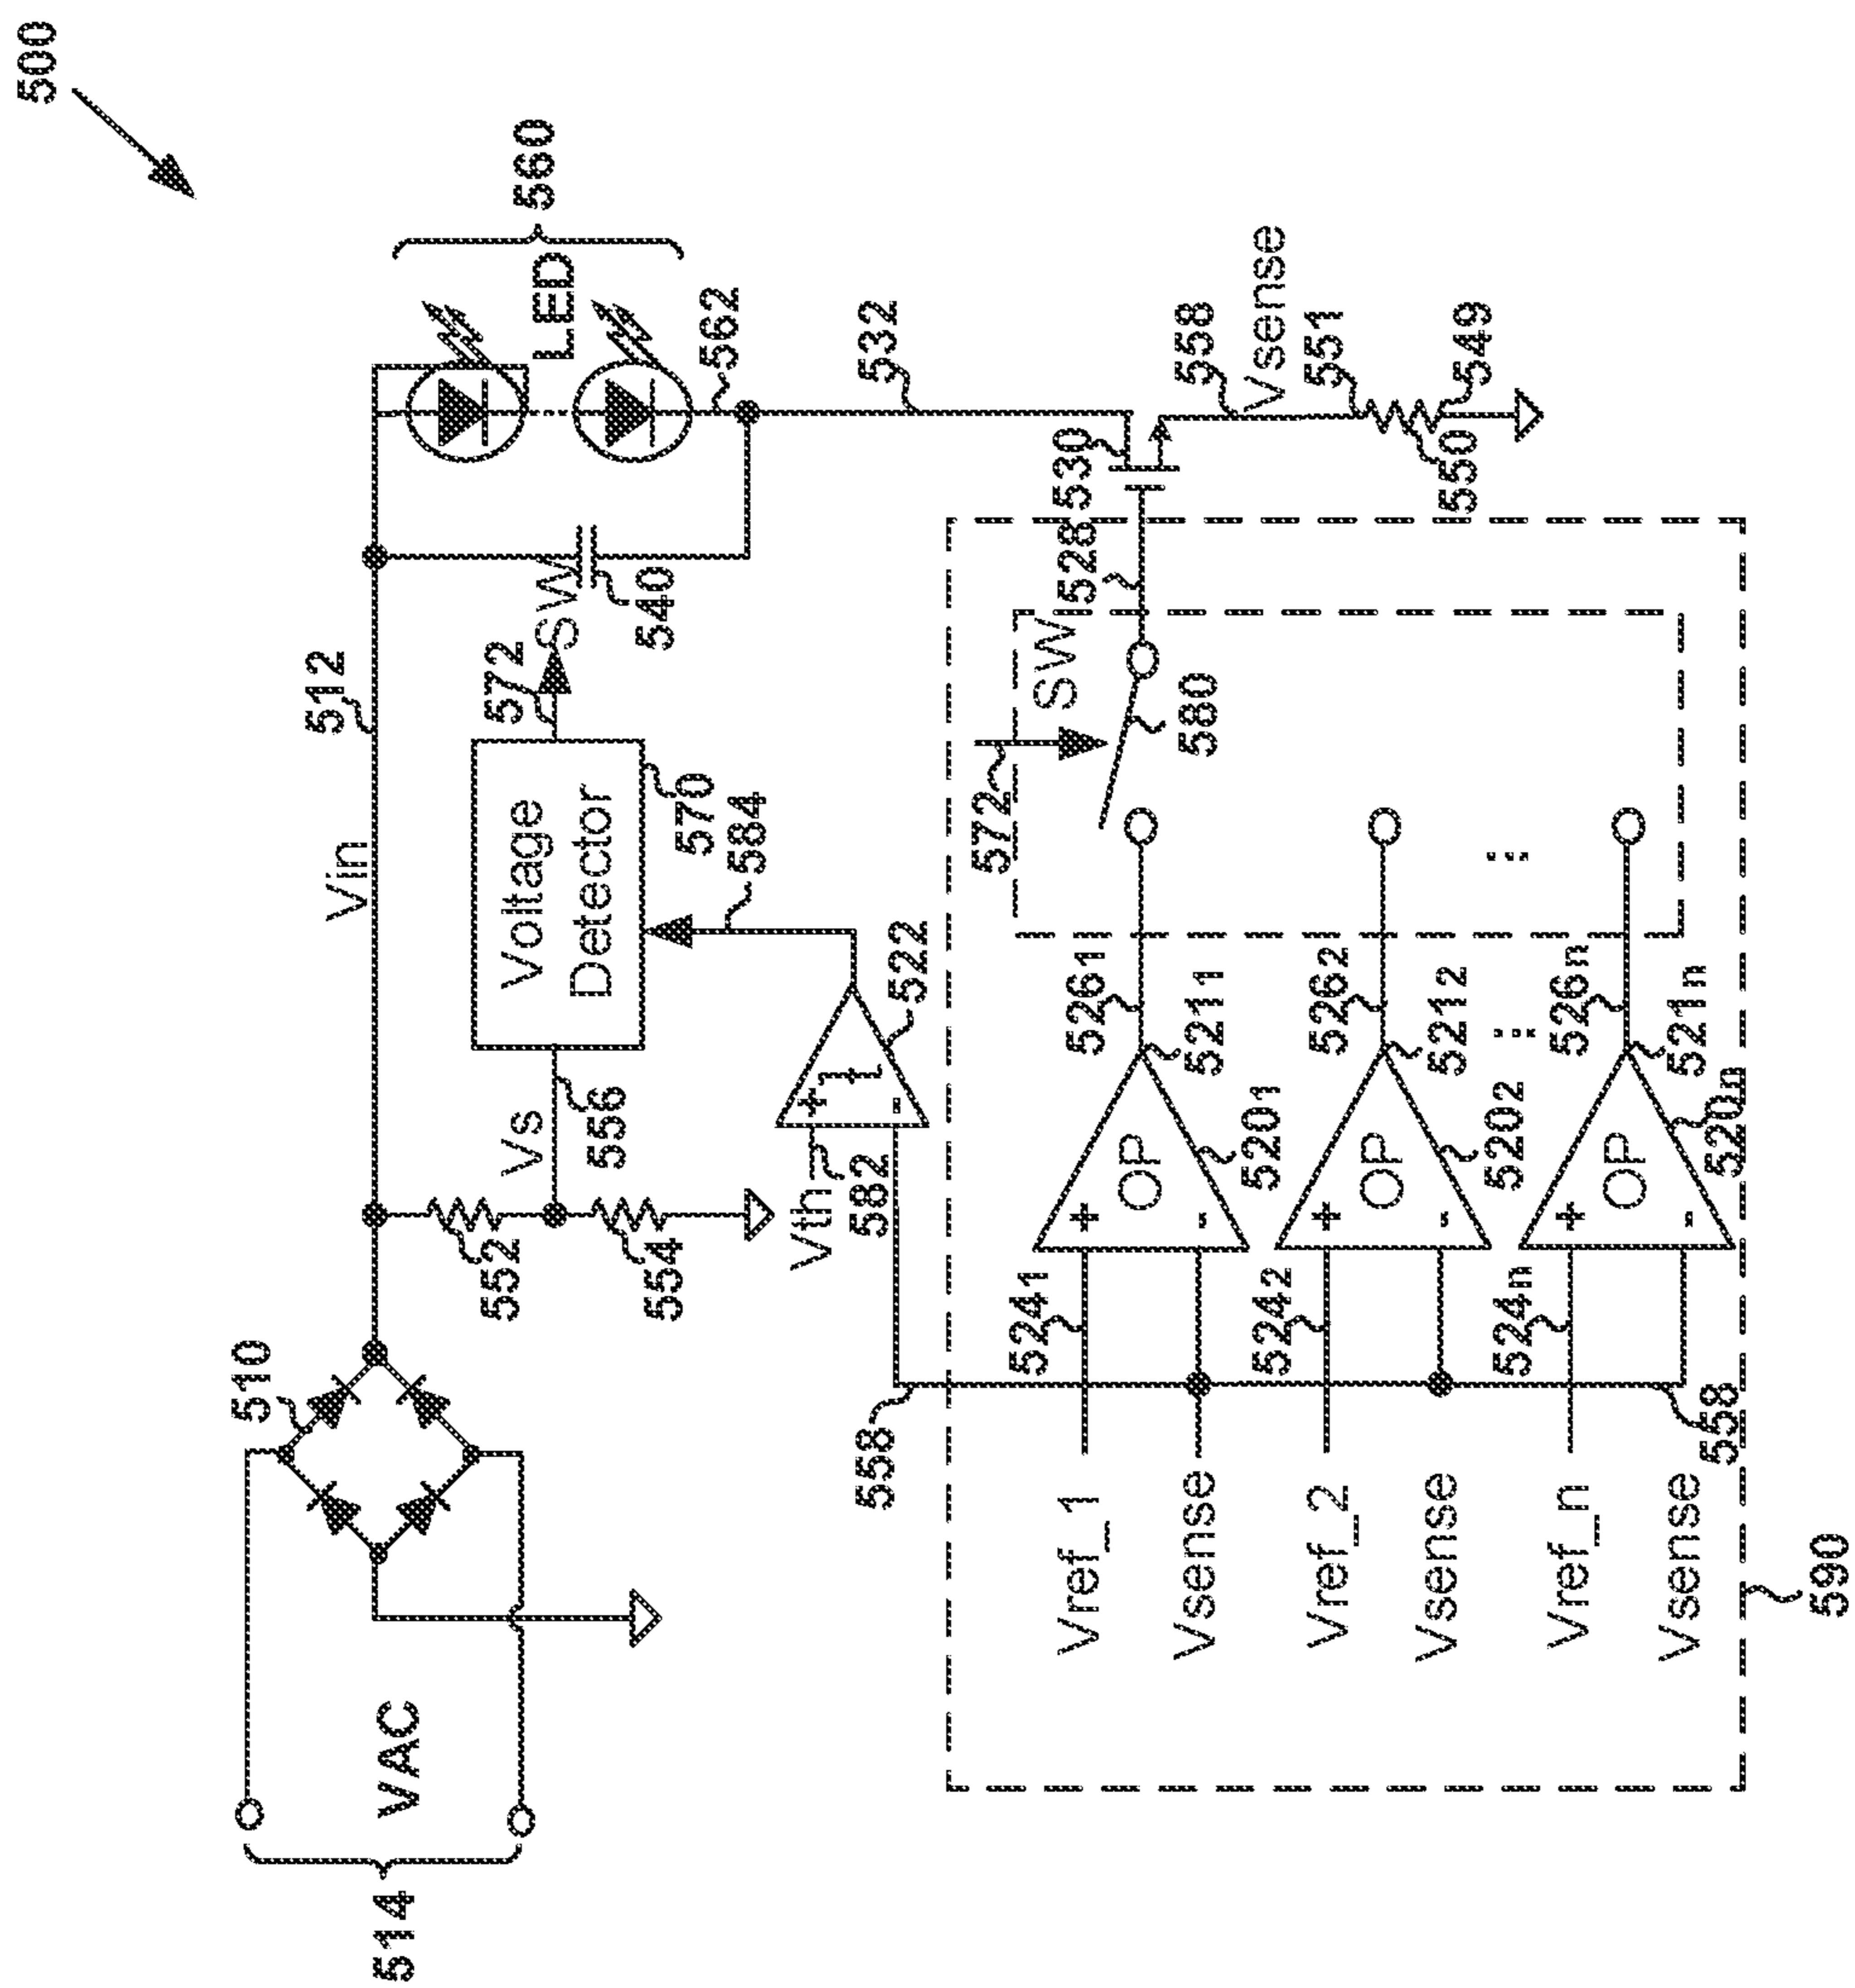 500
514
VAC
510
Vin
512
552
554
Vs
556
Voltage
Detector
570
572
SW
540
LED
560
562
532
584
522
Vth
582
+
-
558
530
528
558
Vsense
551
550
549
572
SW
580
Vref_1
5241
Vsense
+
-
OP
5201
5211
5261
Vref_2
5242
Vsense
+
-
OP
5202
5212
5262
Vref_n
524n
Vsense
558
+
-
OP
520n
521n
526n
590